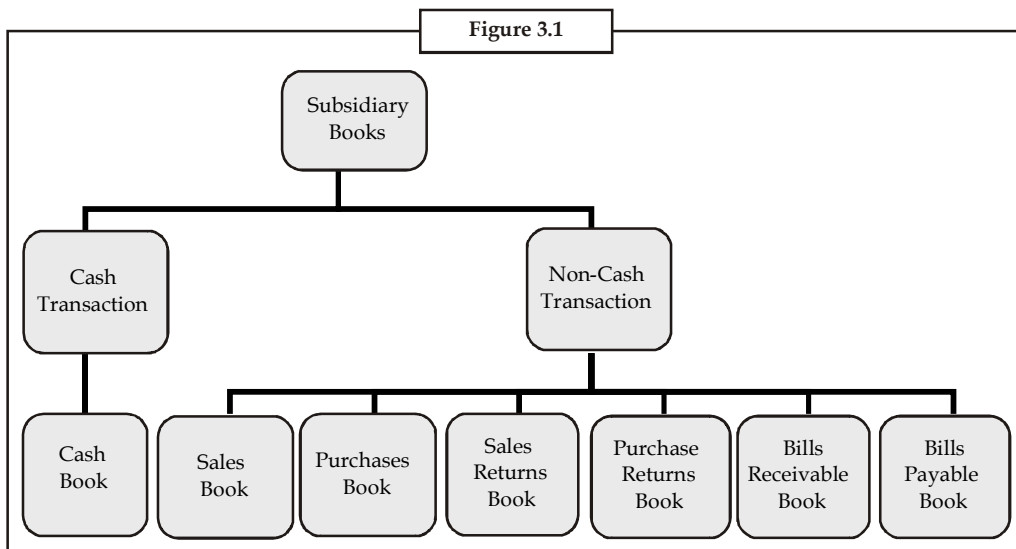 Figure 3.1
Subsidiary
Books
Cash
Transaction
Non-Cash
Transaction
Cash
Book
Sales
Book
Purchases
Book
Sales
Returns
Book
Purchase
Returns
Book
Bills
Receivable
Book
Bills
Payable
Book